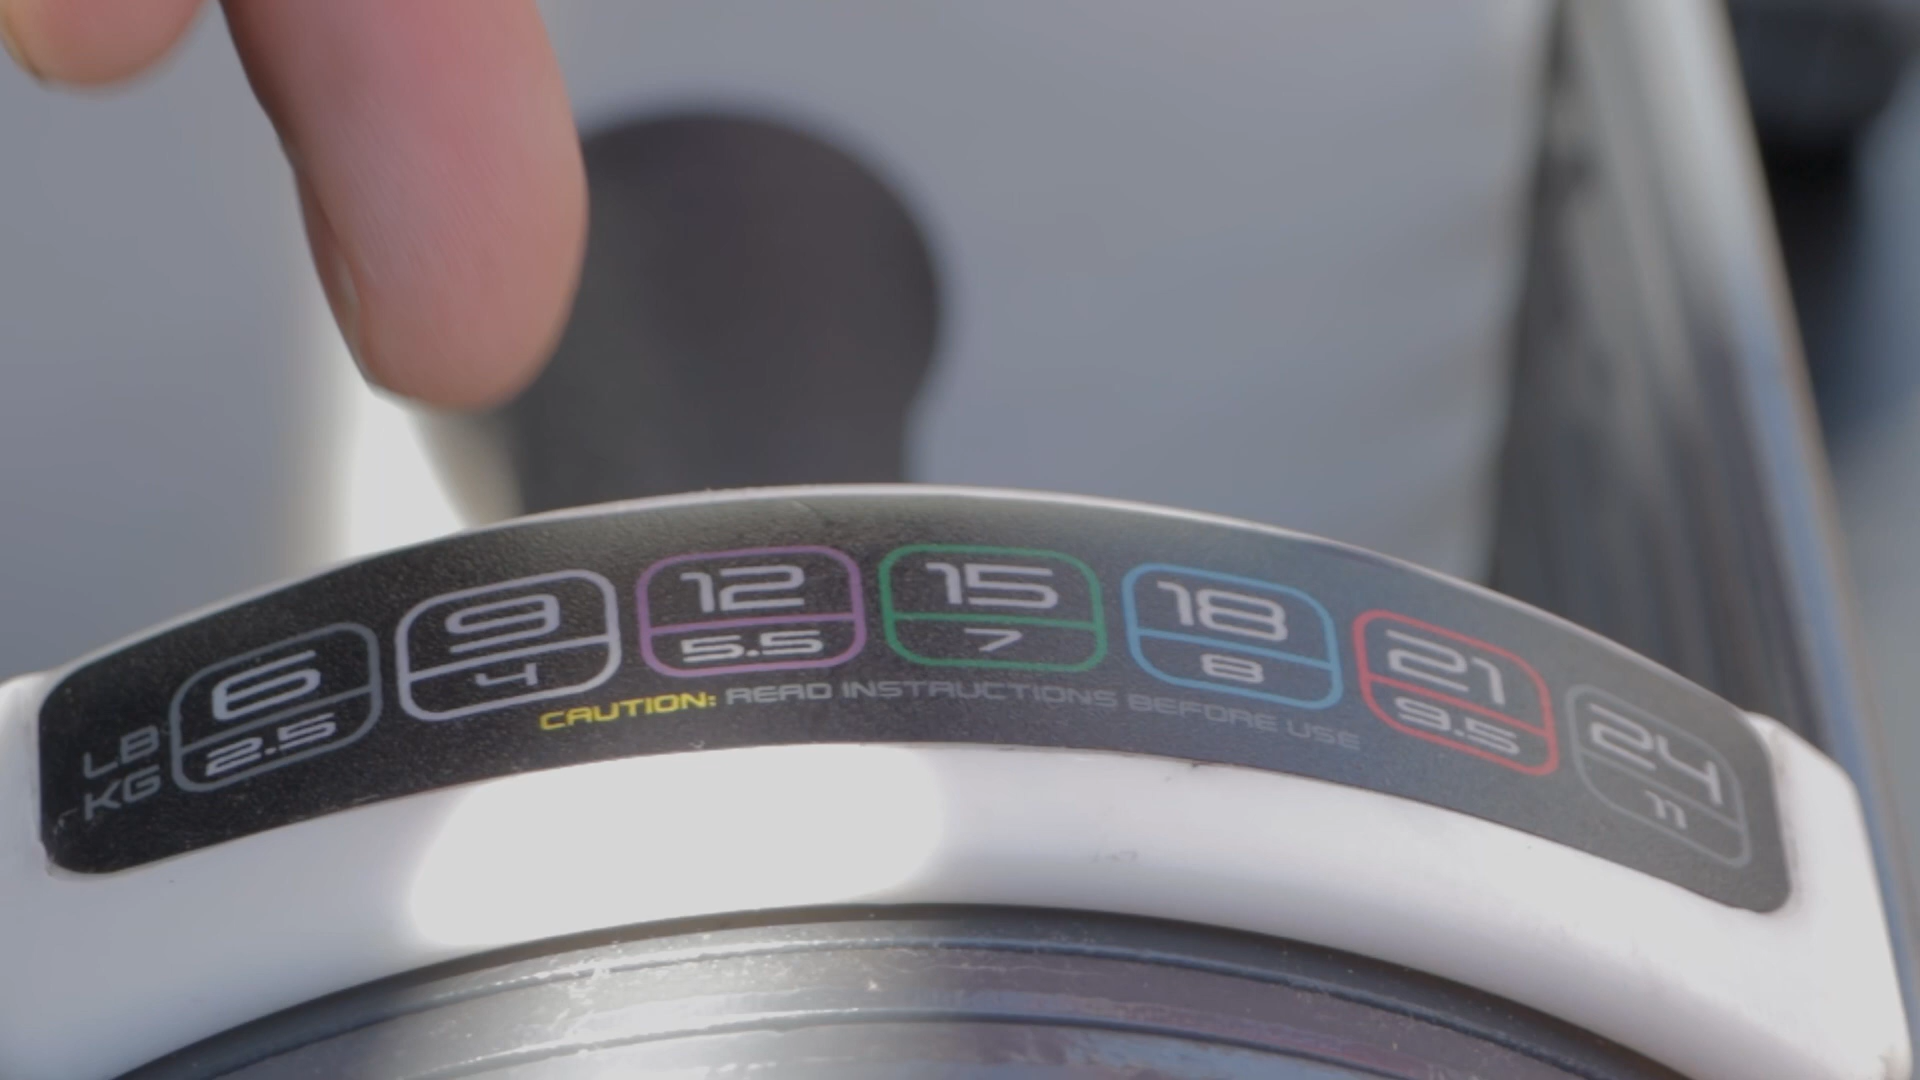 LB 6 9 12 15 18 21 24
KG 2.5 4 5.5 7 8 9.5 11
CAUTION: READ INSTRUCTIONS BEFORE USE